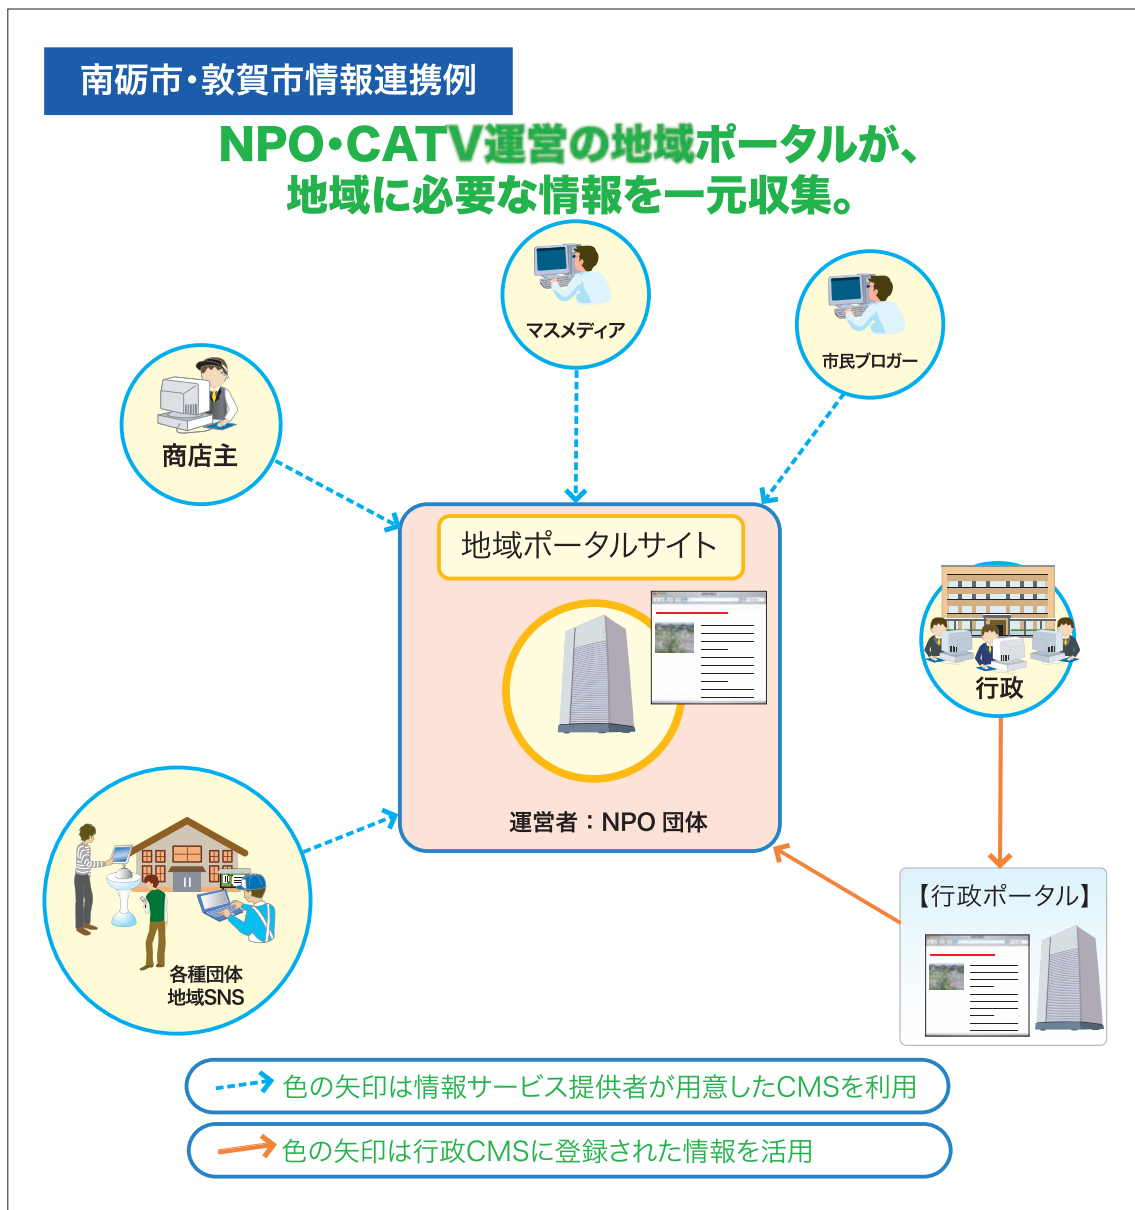 南砺市・敦賀市情報連携例
NPO・CATV運営の地域ポータルが、
地域に必要な情報を一元収集。
マスメディア
市民ブロガー
商店主
地域ポータルサイト
行政
運営者：NPO 団体
【行政ポータル】
各種団体
地域SNS
色の矢印は情報サービス提供者が用意したCMSを利用
色の矢印は行政CMSに登録された情報を活用